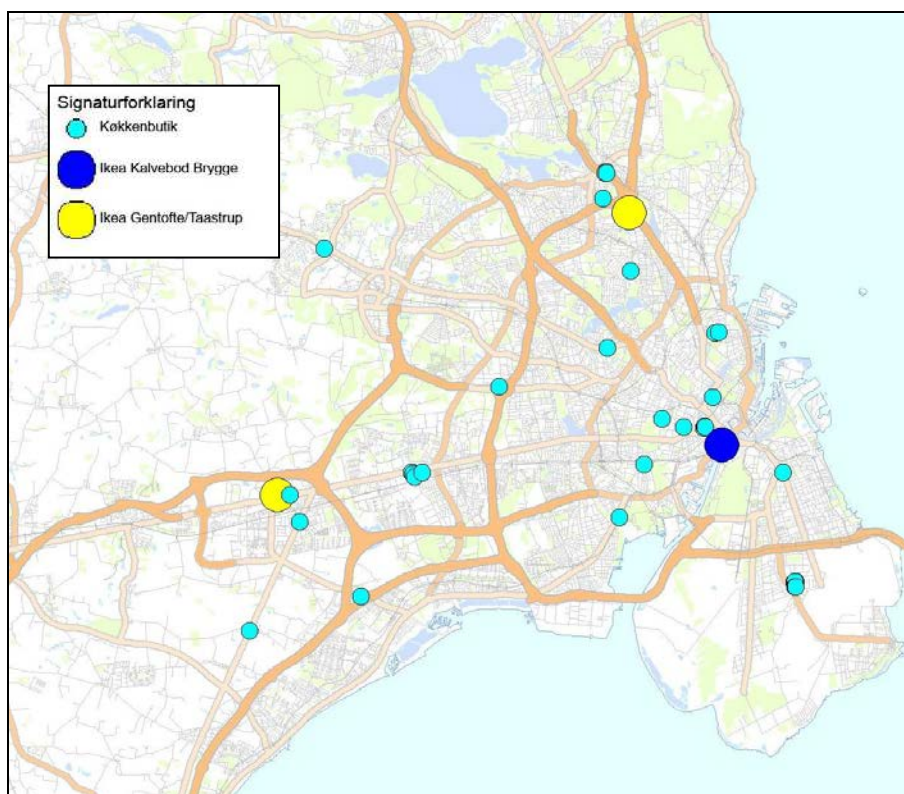 Signaturforklaring
Køkkenbutik
Ikea Kalvebod Brygge
Ikea Gentofte/Taastrup